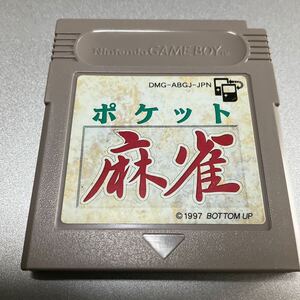 Nintendo GAME BOY
DMG-ABGJ-JPN
ポケット
麻雀
©1997 BOTTOM UP